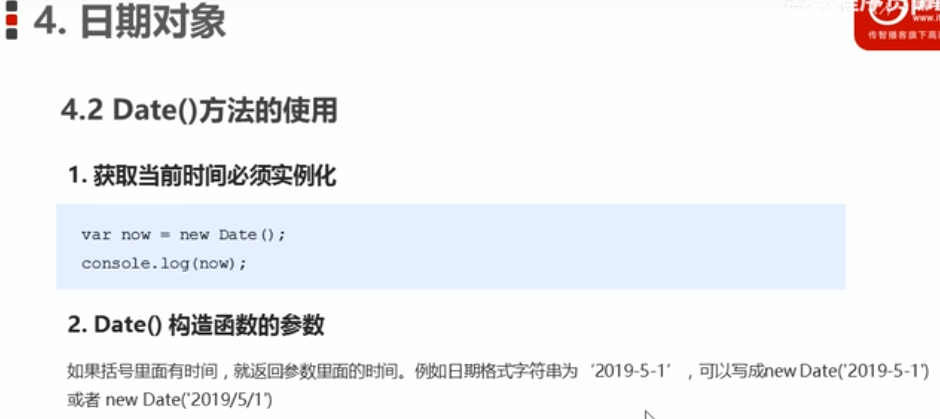 4. 日期对象
4.2 Date()方法的使用
1. 获取当前时间必须实例化
var now = new Date();
console.log(now);
2. Date() 构造函数的参数
如果括号里面有时间，就返回参数里面的时间。例如日期格式字符串为‘2019-5-1’，可以写成new Date('2019-5-1')
或者 new Date('2019/5/1')
传智播客旗下高